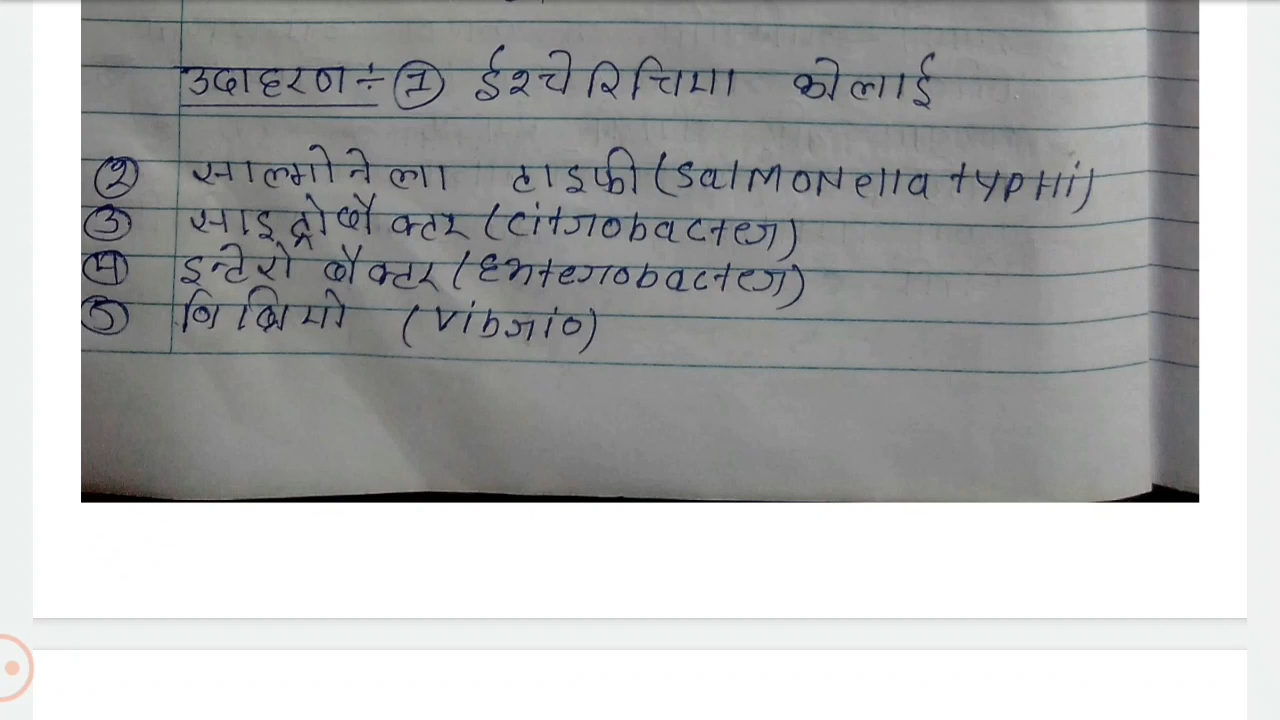 उदाहरण ÷ ① ईश्चेरिचिया कोलाई
② साल्मोनेला टाइफी (Salmonella typhi)
③ साइट्रोबैक्टर (Citrobacter)
④ इन्टेरो बैक्टर (Enterobacter)
⑤ विब्रियो (Vibrio)